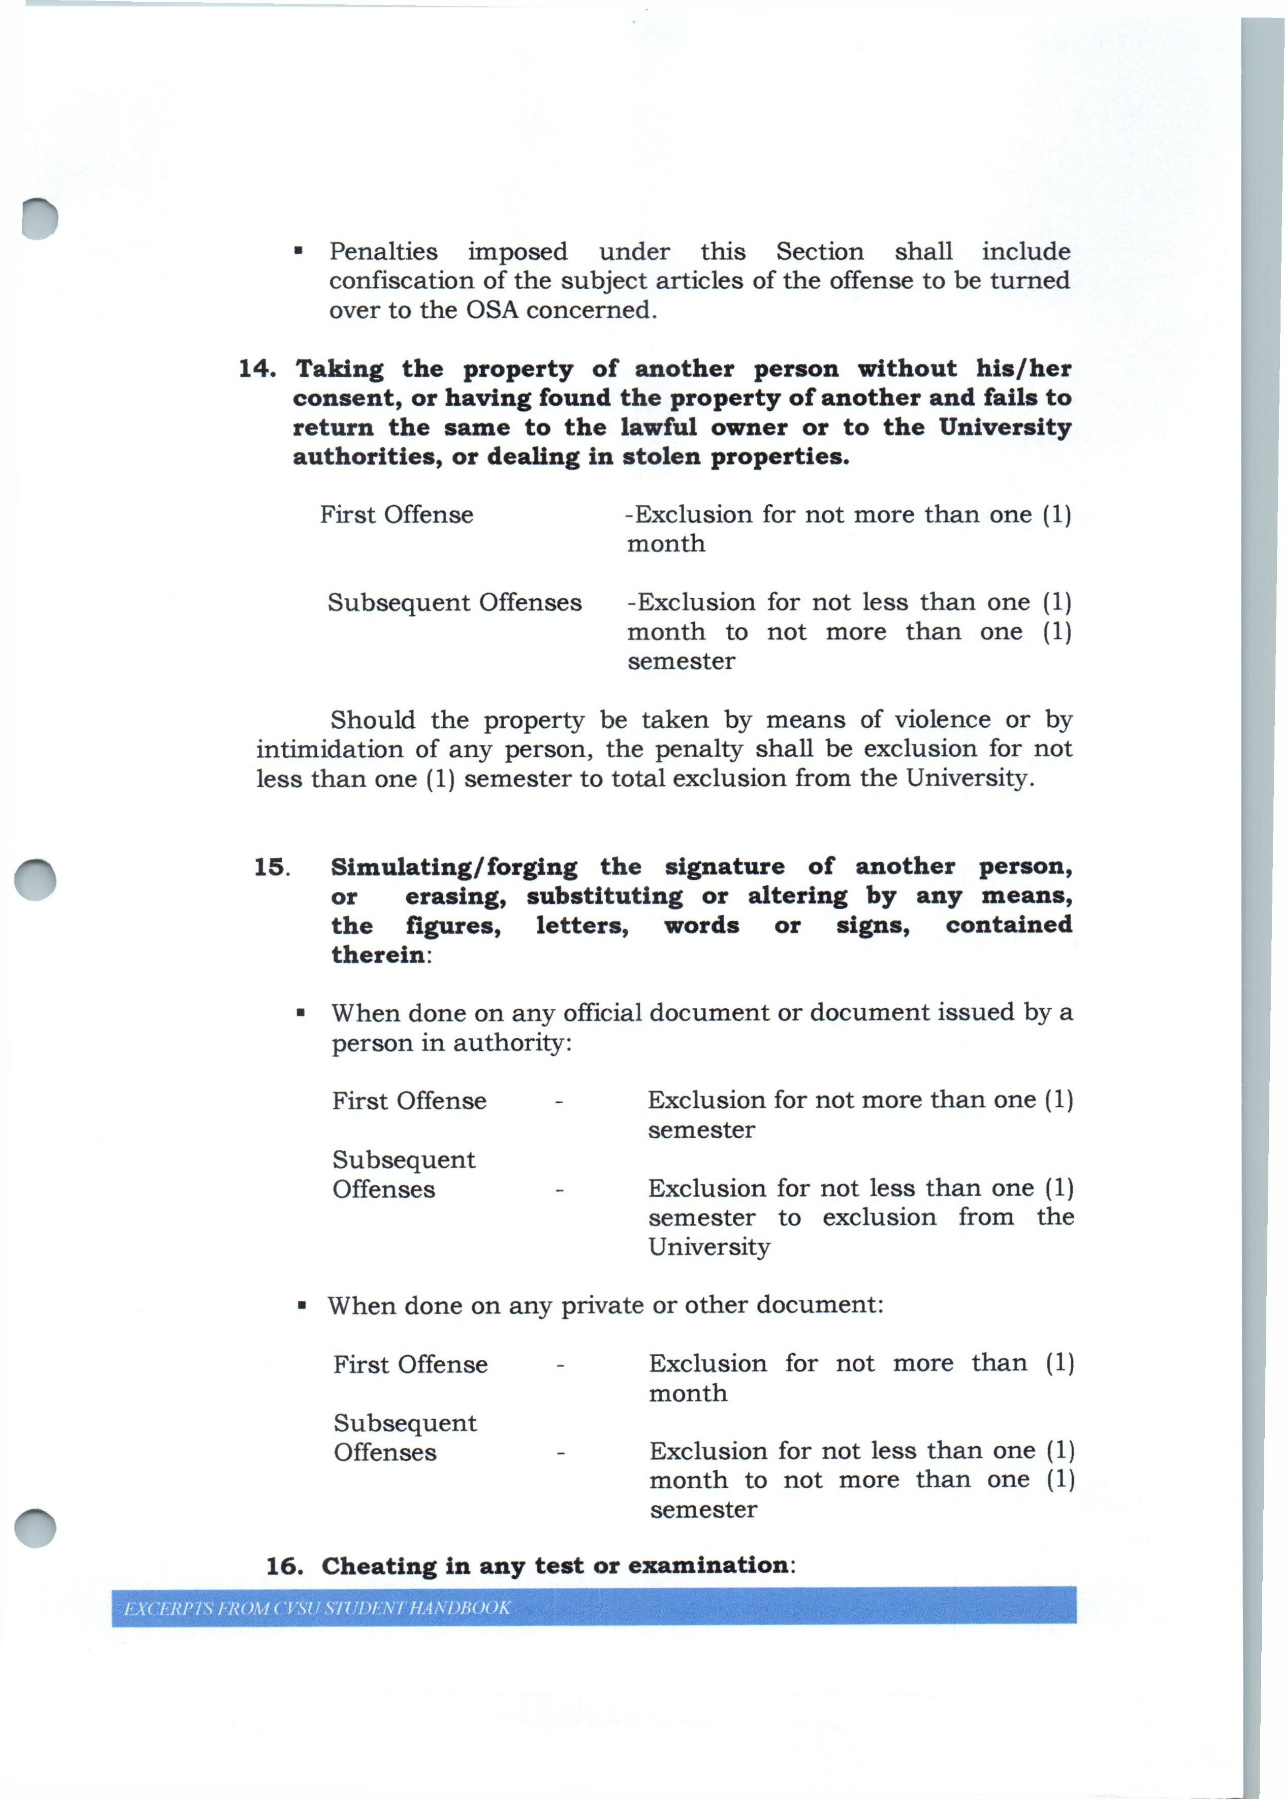 ▪ Penalties imposed under this Section shall include
confiscation of the subject articles of the offense to be turned
over to the OSA concerned.
14. Taking the property of another person without his/her
consent, or having found the property of another and fails to
return the same to the lawful owner or to the University
authorities, or dealing in stolen properties.
First Offense -Exclusion for not more than one (1)
month
Subsequent Offenses -Exclusion for not less than one (1)
month to not more than one (1)
semester
Should the property be taken by means of violence or by
intimidation of any person, the penalty shall be exclusion for not
less than one (1) semester to total exclusion from the University.
15. Simulating/forging the signature of another person,
or erasing, substituting or altering by any means,
the figures, letters, words or signs, contained
therein:
▪ When done on any official document or document issued by a
person in authority:
First Offense - Exclusion for not more than one (1)
semester
Subsequent
Offenses - Exclusion for not less than one (1)
semester to exclusion from the
University
▪ When done on any private or other document:
First Offense - Exclusion for not more than (1)
month
Subsequent
Offenses - Exclusion for not less than one (1)
month to not more than one (1)
semester
16. Cheating in any test or examination:
EXCERPTS FROM CVSU STUDENT HANDBOOK